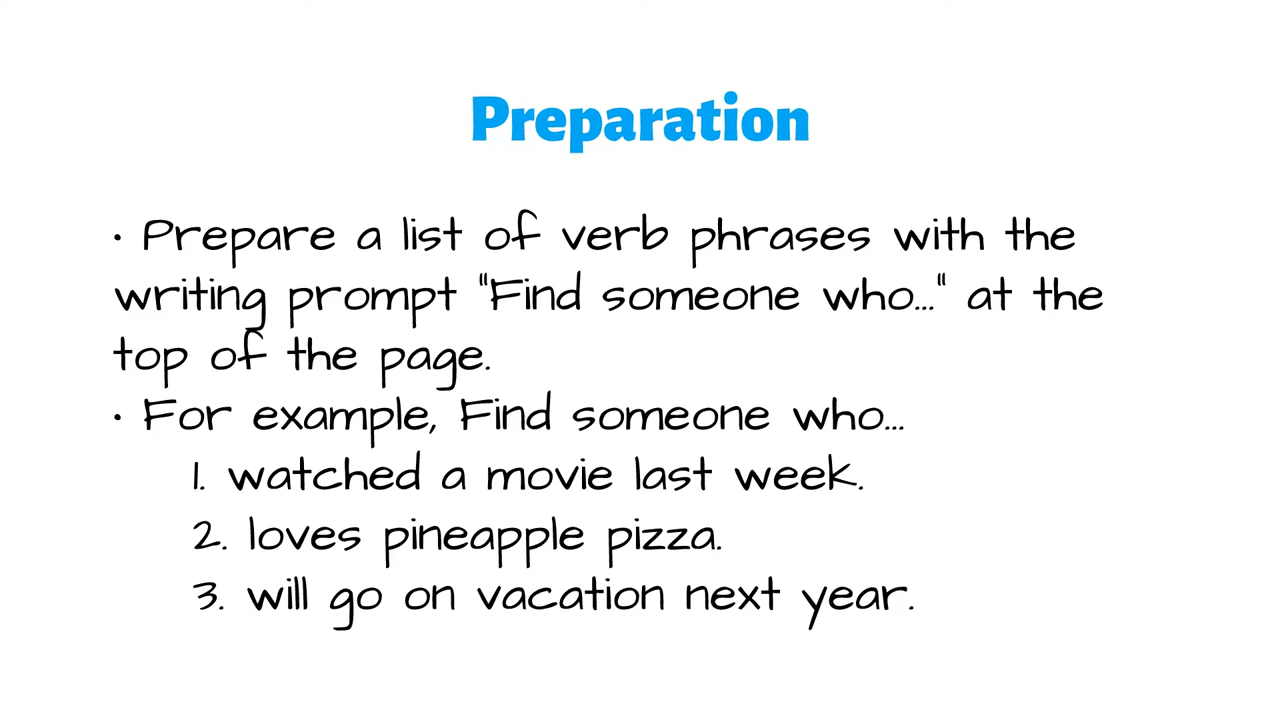 Preparation
• Prepare a list of verb phrases with the
writing prompt "Find someone who..." at the
top of the page.
• For example, Find someone who...
1. watched a movie last week.
2. loves pineapple pizza.
3. will go on vacation next year.